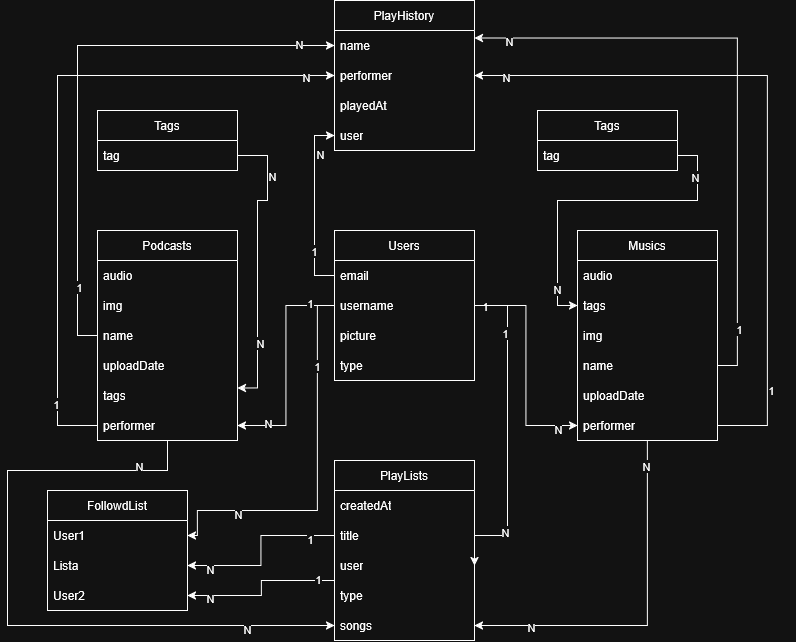 PlayHistory
name
performer
playedAt
user
N
N
N
N
N
Tags
tag
N
Tags
tag
N
Podcasts
audio
img
name
uploadDate
tags
performer
1
1
N
N
Users
email
username
picture
type
1
1
1
1
1
N
Musics
audio
tags
img
name
uploadDate
performer
N
1
1
N
N
FollowdList
User1
Lista
User2
N
N
N
N
PlayLists
createdAt
title
user
type
songs
1
1
N
N